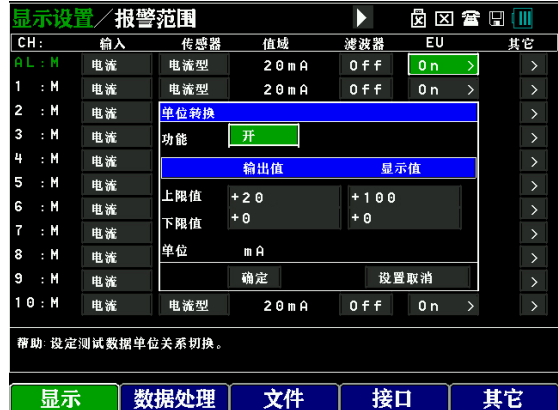 显示设置／报警范围
CH: 输入 传感器 值域 滤波器 EU 其它
AL:M 电流 电流型 20mA Off On >  >
1 :M 电流 电流型 20mA Off On >  >
2 :M 电流 单位转换 >
3 :M 电流 功能 开 >
4 :M 电流 输出值 显示值 >
5 :M 电流 上限值 +20 +100 >
6 :M 电流 下限值 +0 +0 >
7 :M 电流 >
8 :M 电流 单位 mA >
9 :M 电流 确定 设置取消 >
10:M 电流 电流型 20mA Off On >  >
帮助:设定测试数据单位关系切换。
显示 数据处理 文件 接口 其它